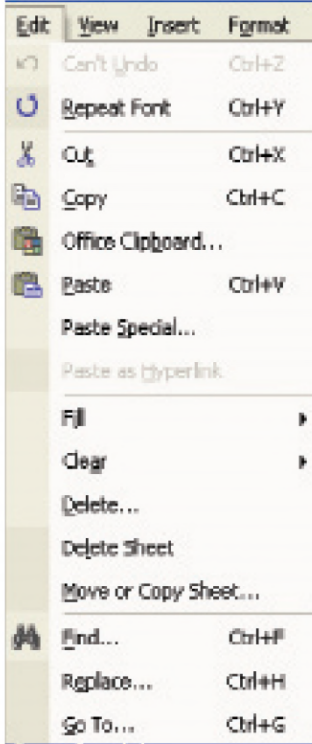 Edit View Insert Format
Can't Undo Ctrl+Z
Repeat Font Ctrl+Y
Cut Ctrl+X
Copy Ctrl+C
Office Clipboard...
Paste Ctrl+V
Paste Special...
Paste as Hyperlink
Fill
Clear
Delete...
Delete Sheet
Move or Copy Sheet...
Find... Ctrl+F
Replace... Ctrl+H
Go To... Ctrl+G